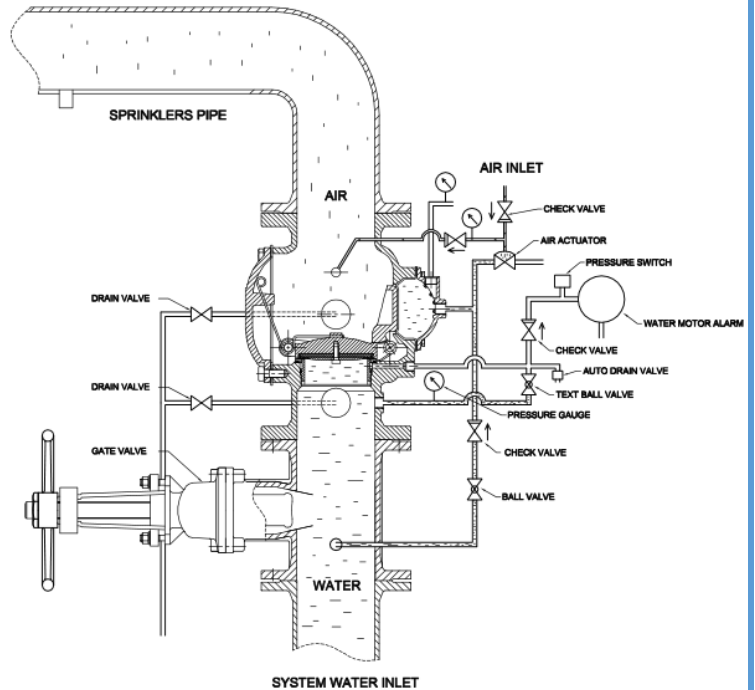 SPRINKLERS PIPE
AIR INLET
AIR
CHECK VALVE
AIR ACTUATOR
PRESSURE SWITCH
DRAIN VALVE
WATER MOTOR ALARM
CHECK VALVE
AUTO DRAIN VALVE
DRAIN VALVE
TEXT BALL VALVE
PRESSURE GAUGE
GATE VALVE
CHECK VALVE
BALL VALVE
WATER
SYSTEM WATER INLET